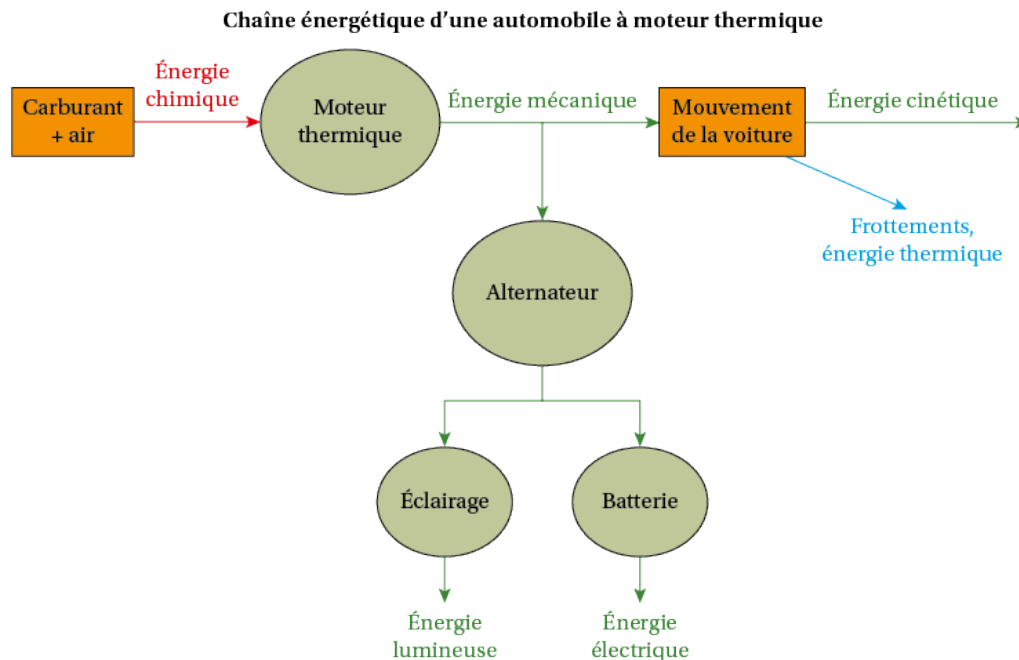 Chaîne énergétique d’une automobile à moteur thermique
Carburant
+ air
Énergie
chimique
Moteur
thermique
Énergie mécanique
Mouvement
de la voiture
Énergie cinétique
Frottements,
énergie thermique
Alternateur
Éclairage
Batterie
Énergie
lumineuse
Énergie
électrique